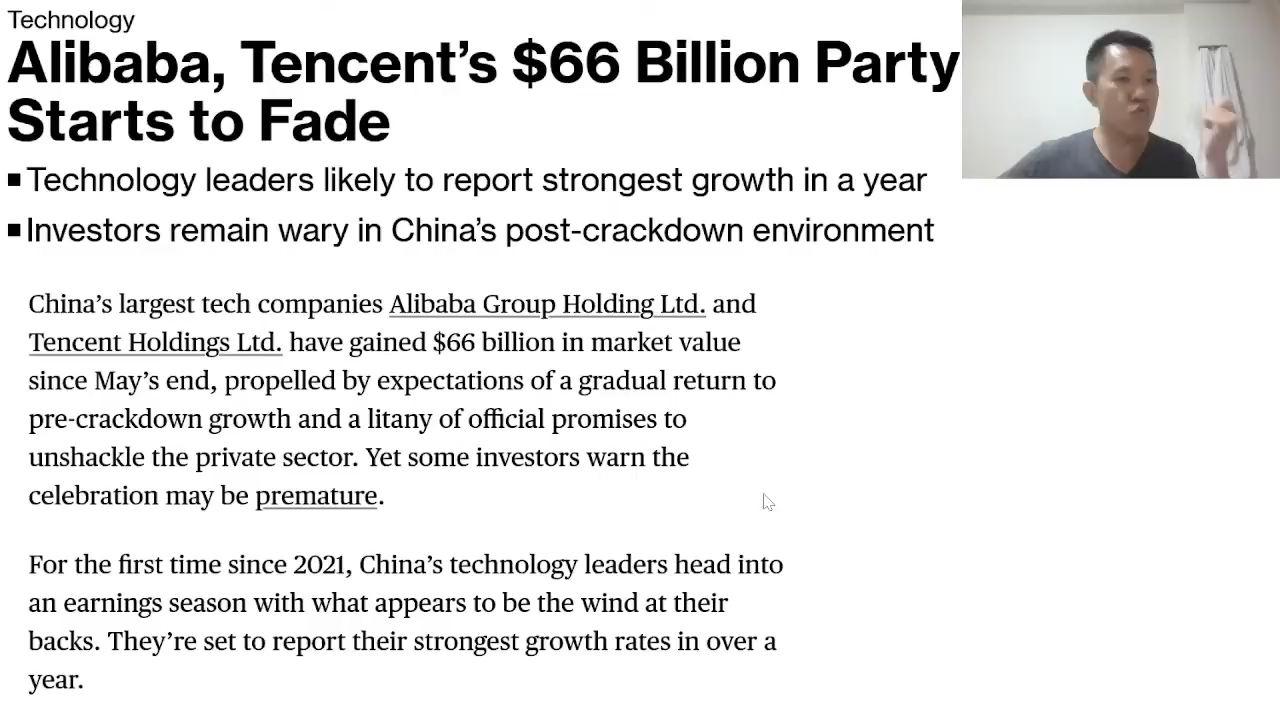 Technology
Alibaba, Tencent’s $66 Billion Party
Starts to Fade
■ Technology leaders likely to report strongest growth in a year
■ Investors remain wary in China’s post-crackdown environment
China’s largest tech companies Alibaba Group Holding Ltd. and
Tencent Holdings Ltd. have gained $66 billion in market value
since May’s end, propelled by expectations of a gradual return to
pre-crackdown growth and a litany of official promises to
unshackle the private sector. Yet some investors warn the
celebration may be premature.
For the first time since 2021, China’s technology leaders head into
an earnings season with what appears to be the wind at their
backs. They’re set to report their strongest growth rates in over a
year.